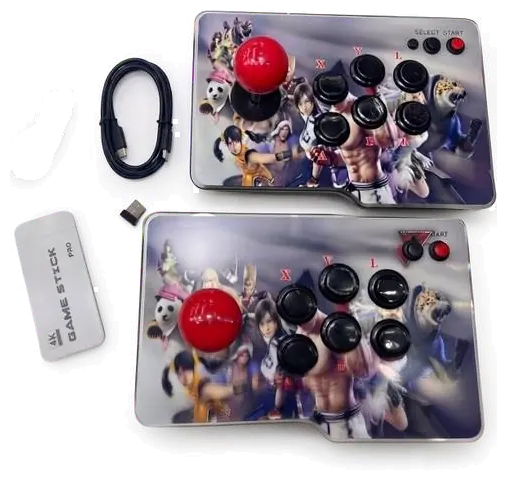 SELECT START
X Y L
A
X Y L
4K
GAME STICK
PRO